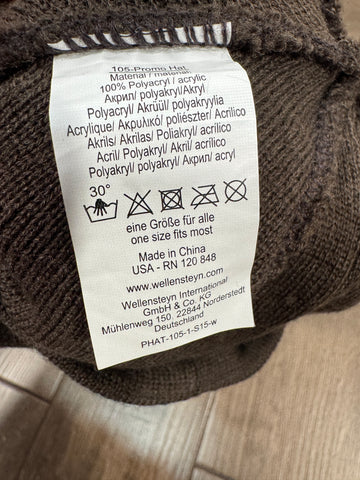 105-Promo Hat
Material / material:
100% Polyacryl / acrylic
Акрил/ polyakryl/Akryl
Polyacryl/ Akrüül/ polyakryylia
Acrylique/ Ακρυλικό/ polièszter/ Acrilico
Akrils/ Akrilas/ Poliakryl/ acrílico
Acril/ Poliakryl/ Akril/ acrílico
Polyakryl/ polyakryl/ Акрил/ acryl
30°
eine Größe für alle
one size fits most
Made in China
USA - RN 120 848
www.wellensteyn.com
Wellensteyn International
GmbH & Co. KG
Mühlenweg 150. 22844 Norderstedt
Deutschland
PHAT-105-1-S15-w